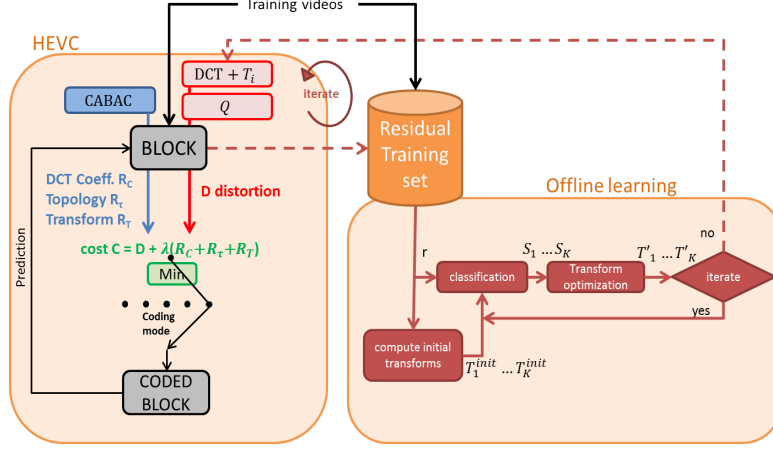 Training videos
HEVC
DCT + T_i
Q
iterate
CABAC
BLOCK
DCT Coeff. R_C
Topology R_τ
Transform R_T
D distortion
cost C = D + λ(R_C+R_τ+R_T)
Min
Coding
mode
CODED
BLOCK
Prediction
Residual
Training
set
Offline learning
r
classification
S_1 ...S_K
Transform
optimization
T'_1 ...T'_K
no
iterate
yes
compute initial
transforms
T_1^{init} ...T_K^{init}